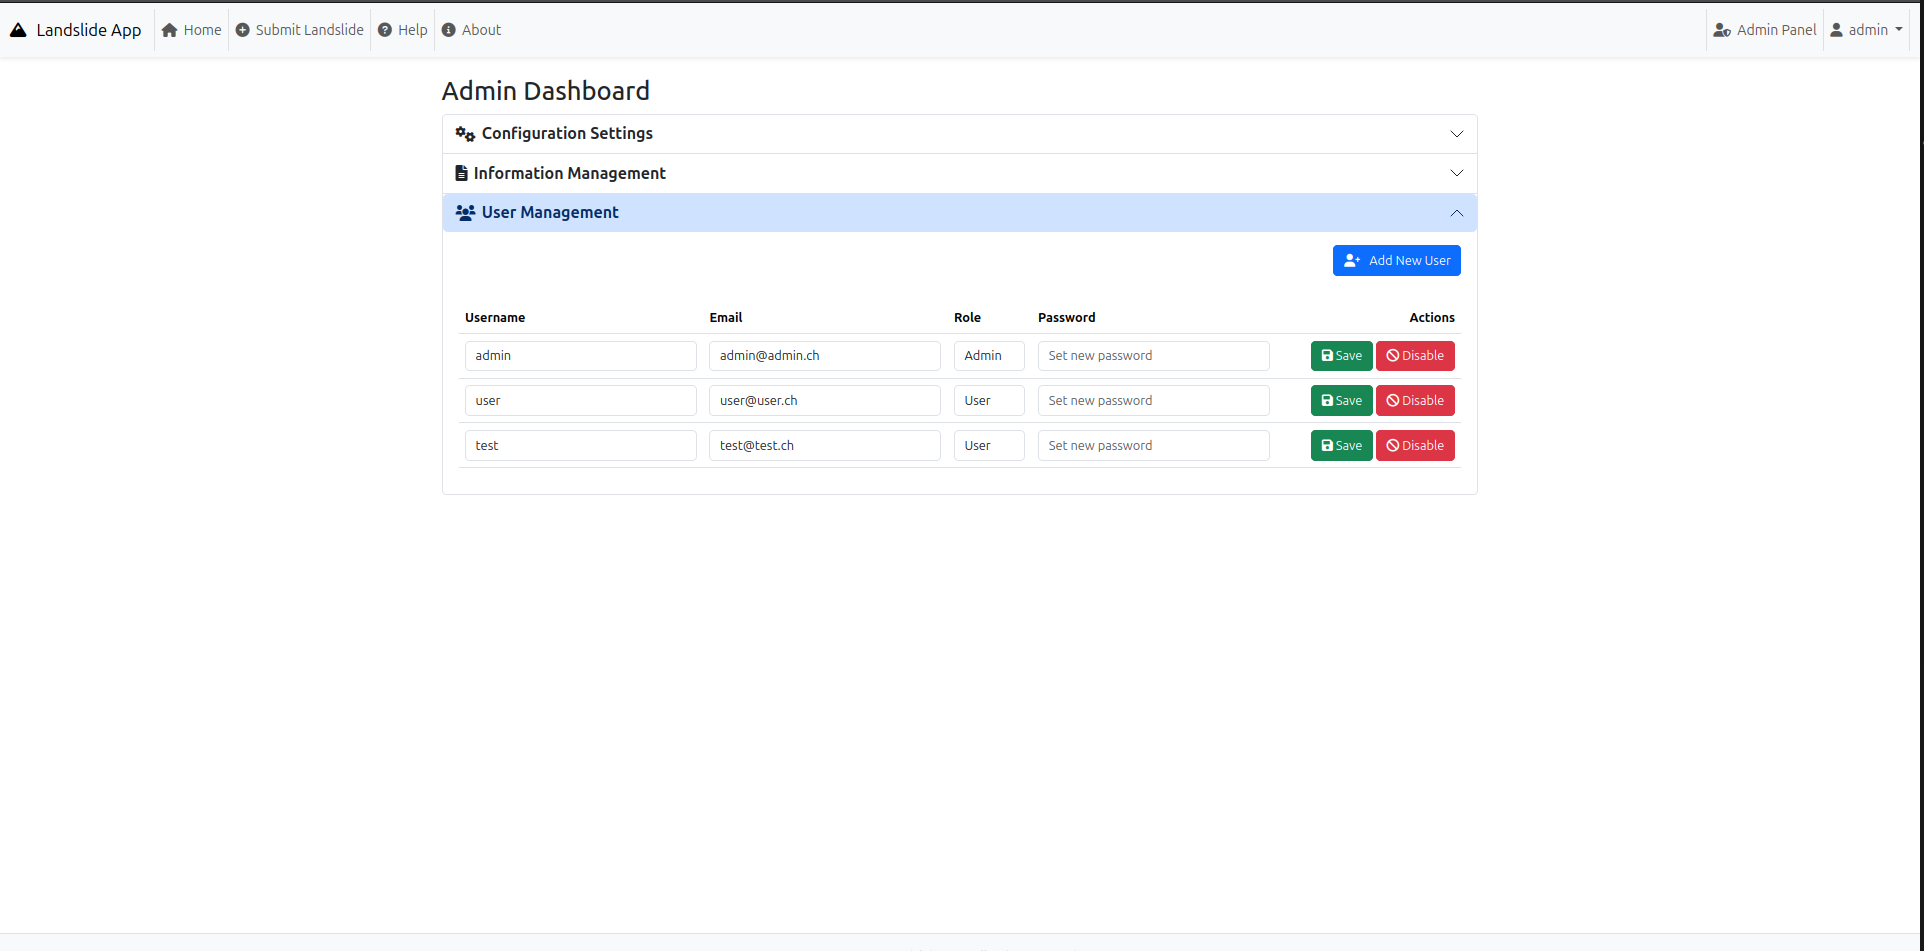 Landslide App Home Submit Landslide Help About Admin Panel admin
Admin Dashboard
Configuration Settings
Information Management
User Management
Add New User
Username Email Role Password Actions
admin admin@admin.ch Admin Set new password Save Disable
user user@user.ch User Set new password Save Disable
test test@test.ch User Set new password Save Disable